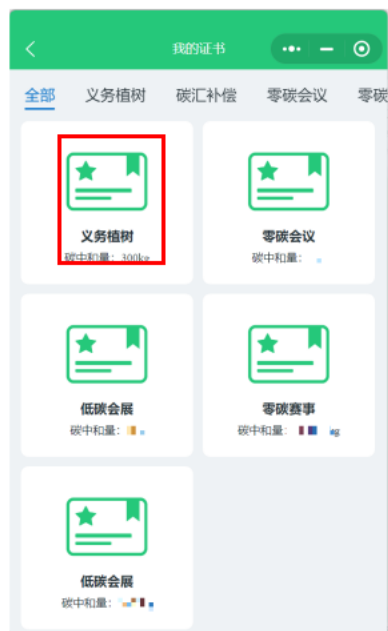 我的证书
全部 义务植树 碳汇补偿 零碳会议 零碳
义务植树 零碳会议
碳中和量：300kg 碳中和量：
低碳会展 零碳赛事
碳中和量： 碳中和量：
低碳会展
碳中和量：